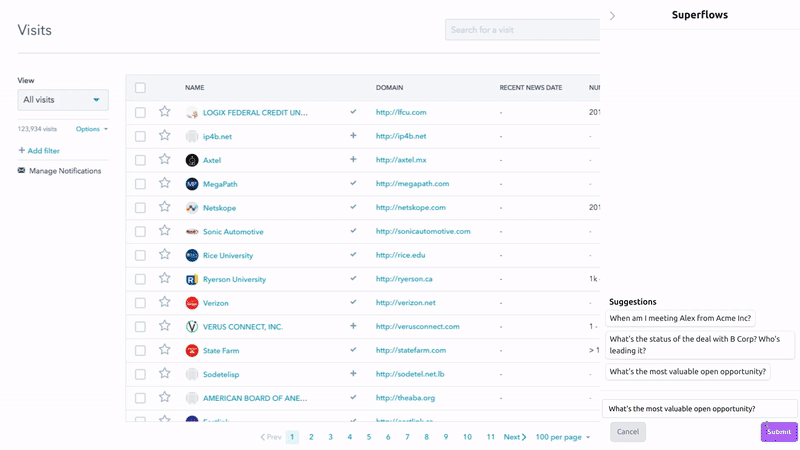 Visits
Search for a visit
Superflows
View
All visits
123,934 visits Options
+ Add filter
Manage Notifications
NAME DOMAIN RECENT NEWS DATE NUM
LOGIX FEDERAL CREDIT UN... http://lfcu.com - 201
ip4b.net http://ip4b.net - -
Axtel http://axtel.mx - -
MegaPath http://megapath.com - -
Netskope http://netskope.com - 201
Sonic Automotive http://sonicautomotive.com - -
Rice University http://rice.edu - -
Ryerson University http://ryerson.ca - 1k -
Verizon http://verizon.net - -
VERUS CONNECT, INC. http://verusconnect.com - 1 -
State Farm http://statefarm.com - > 1
Sodetelisp http://sodetel.net.lb - -
AMERICAN BOARD OF ANE... http://theaba.org - -
Prev 1 2 3 4 5 6 7 8 9 10 11 Next 100 per page
Suggestions
When am I meeting Alex from Acme Inc?
What's the status of the deal with B Corp? Who's
leading it?
What's the most valuable open opportunity?
What's the most valuable open opportunity?
Cancel Submit